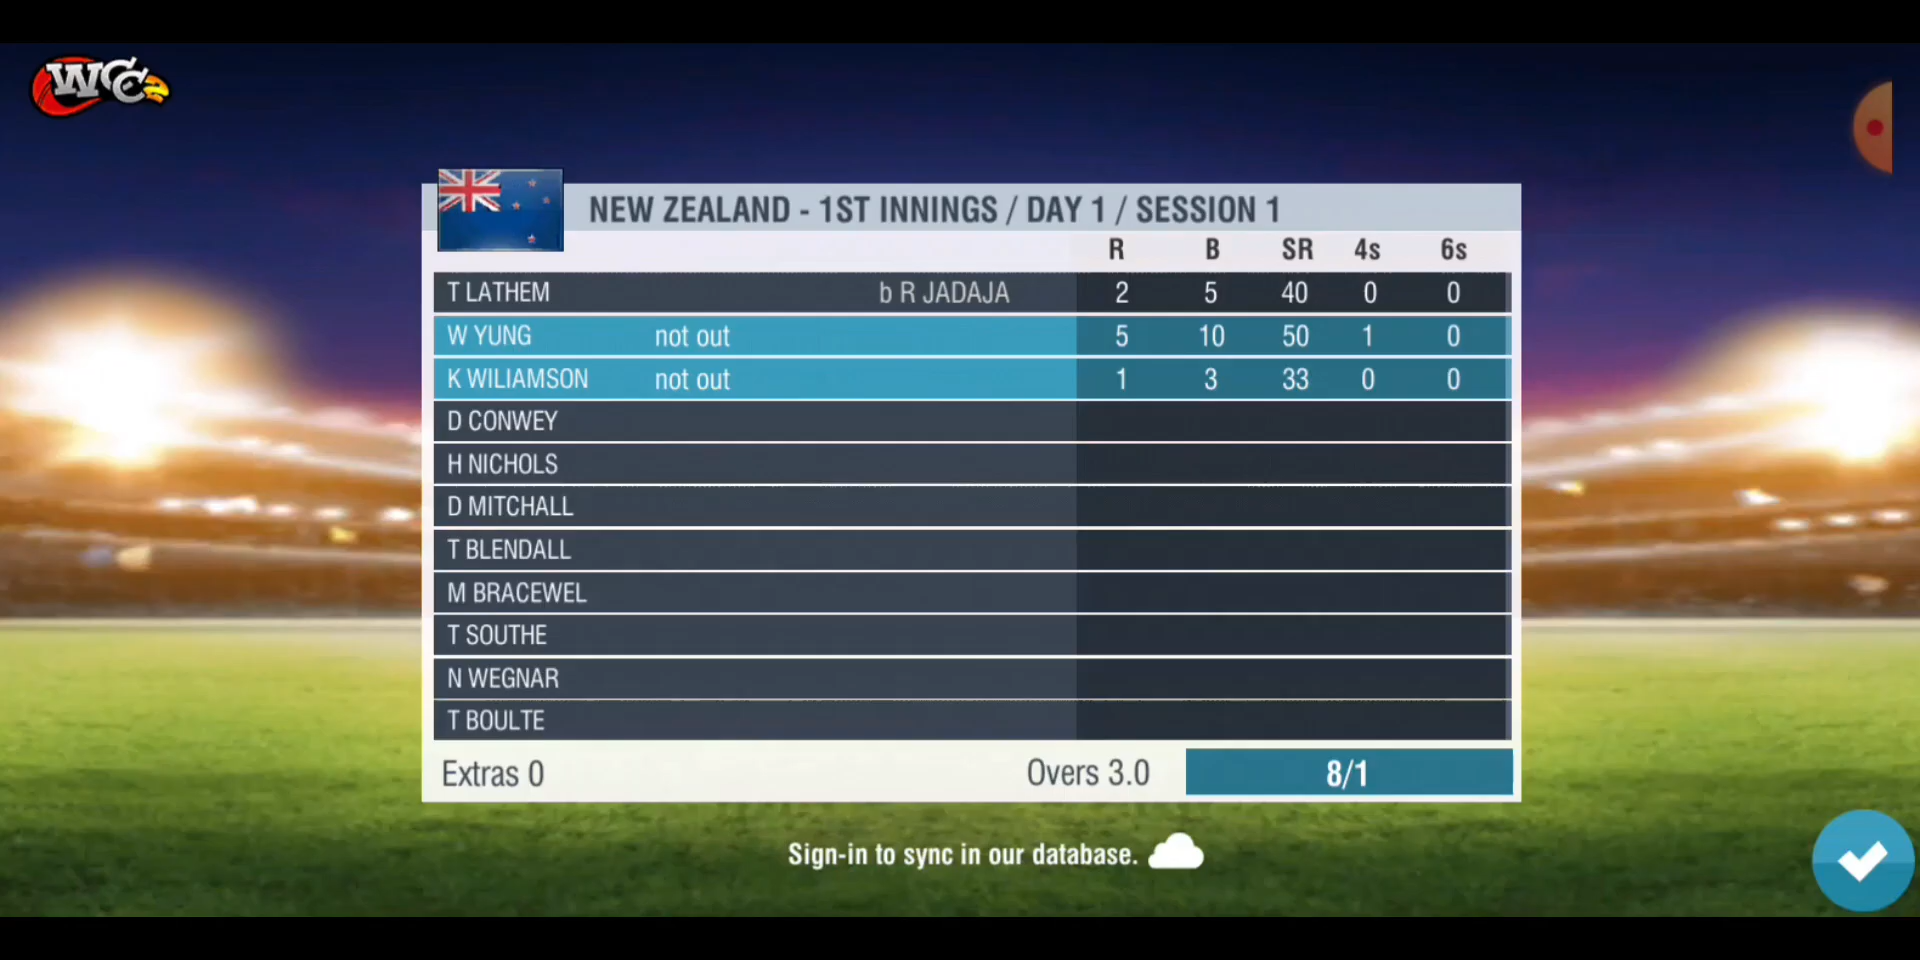 WCC2
NEW ZEALAND - 1ST INNINGS / DAY 1 / SESSION 1
R B SR 4s 6s
T LATHEM b R JADAJA 2 5 40 0 0
W YUNG not out 5 10 50 1 0
K WILIAMSON not out 1 3 33 0 0
D CONWEY
H NICHOLS
D MITCHALL
T BLENDALL
M BRACEWEL
T SOUTHE
N WEGNAR
T BOULTE
Extras 0 Overs 3.0 8/1
Sign-in to sync in our database.